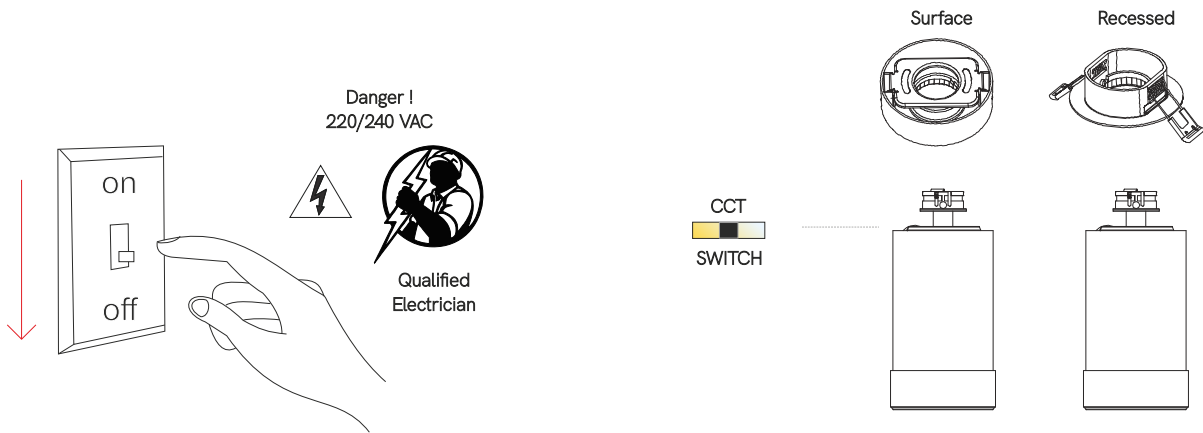 Danger !
220/240 VAC
on
off
Qualified
Electrician
Surface
Recessed
CCT
SWITCH